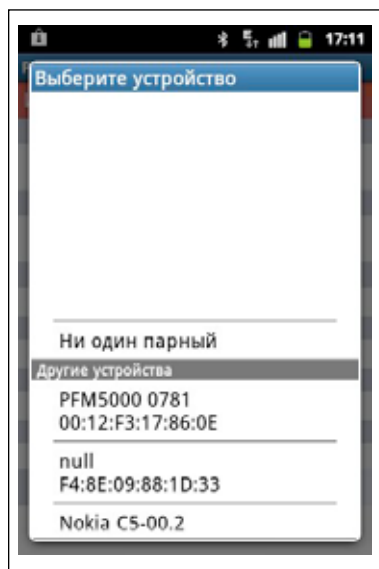 17:11
Выберите устройство
Ни один парный
Другие устройства
PFM5000 0781
00:12:F3:17:86:0E
null
F4:8E:09:88:1D:33
Nokia C5-00.2